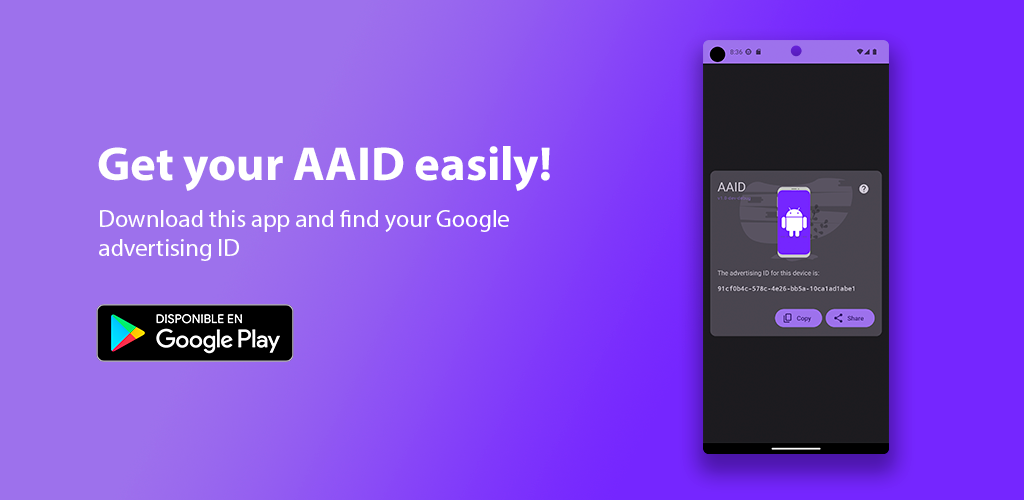 Get your AAID easily!
Download this app and find your Google
advertising ID
DISPONIBLE EN
Google Play
8:36
AAID
The advertising ID for this device is:
91cf0b4c-578c-4e26-bb5a-10ca1ad1abe1
Copy
Share